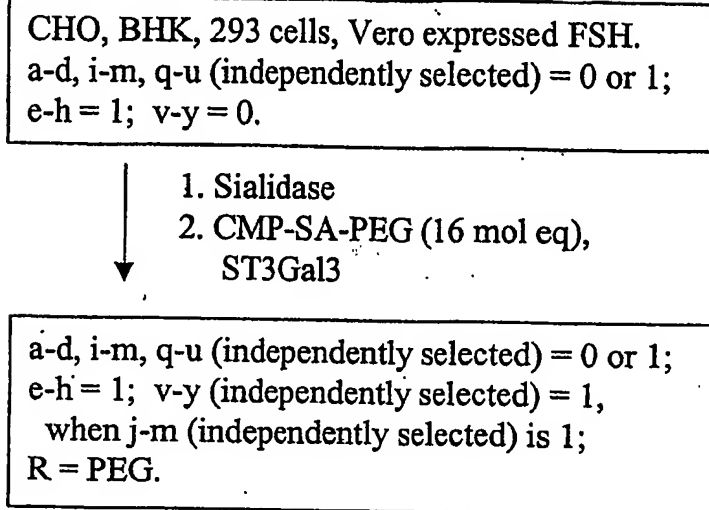 CHO, BHK, 293 cells, Vero expressed FSH.
a-d, i-m, q-u (independently selected) = 0 or 1;
e-h = 1; v-y = 0.
1. Sialidase
2. CMP-SA-PEG (16 mol eq),
ST3Gal3
a-d, i-m, q-u (independently selected) = 0 or 1;
e-h = 1; v-y (independently selected) = 1,
when j-m (independently selected) is 1;
R = PEG.